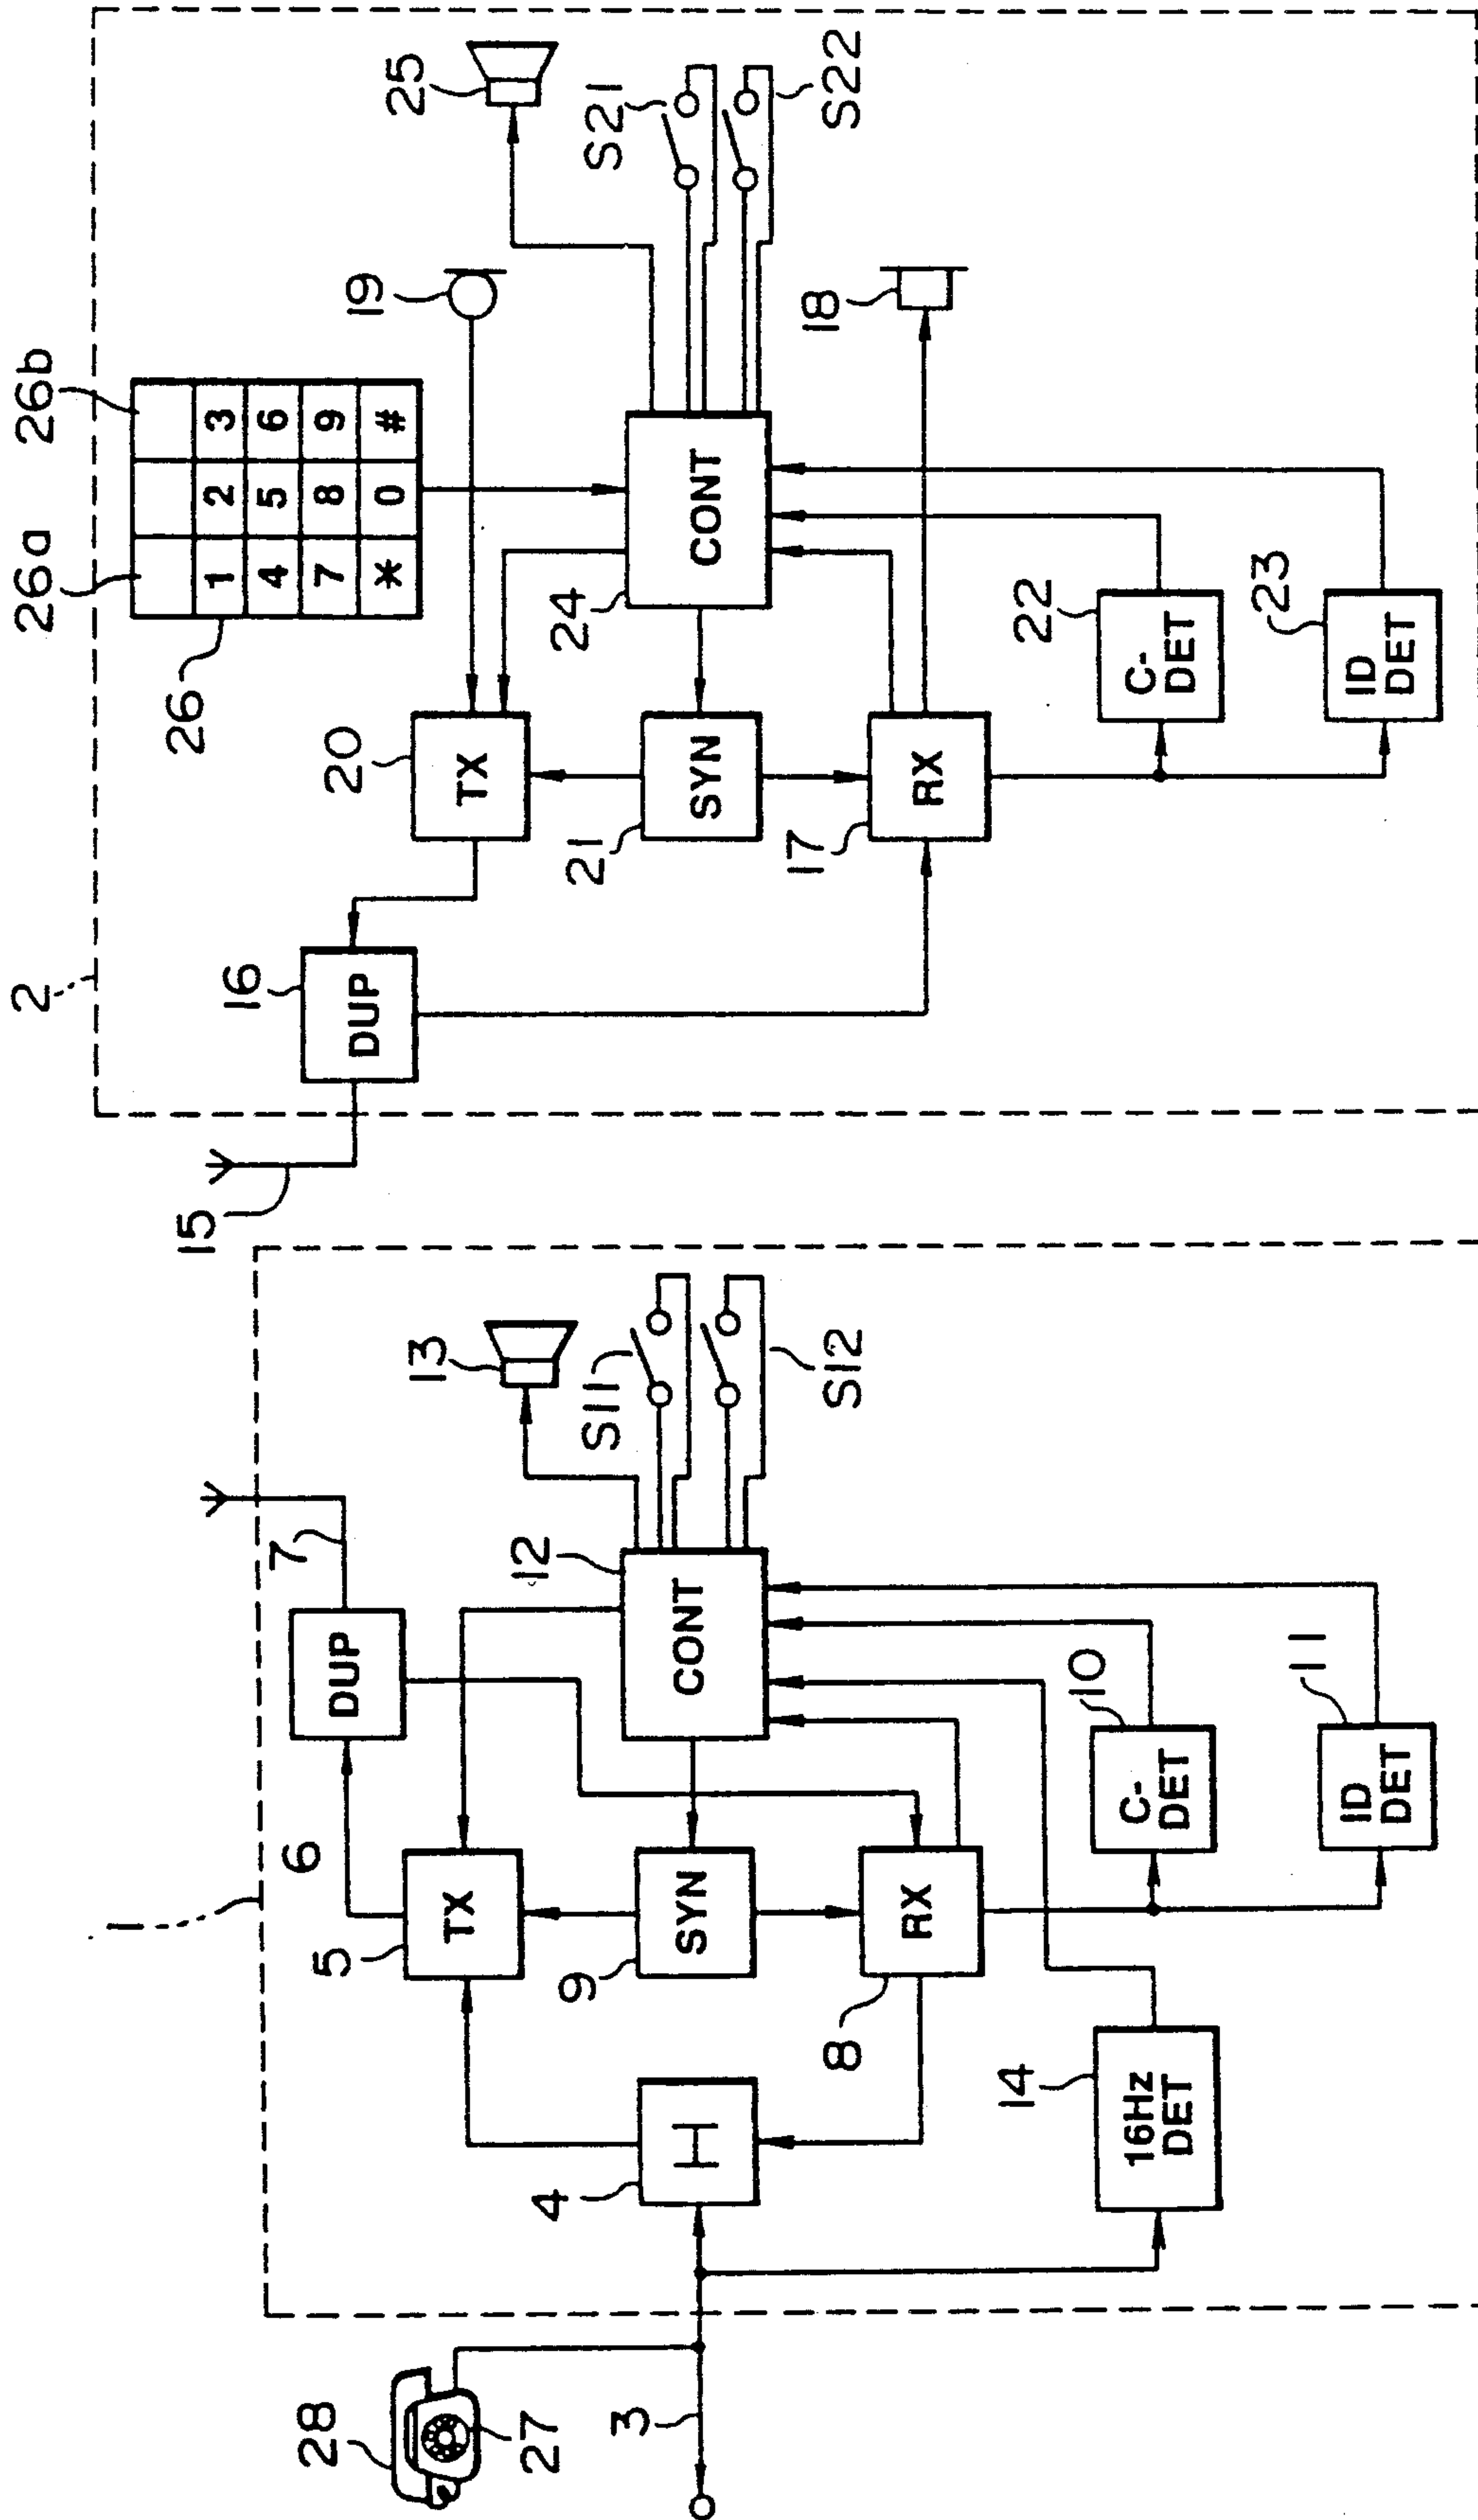 28
27
3
1
4
H
5
TX
6
DUP
7
9
SYN
8
RX
12
CONT
13
S11
S12
14
16Hz
DET
10
C-
DET
11
ID
DET
2
15
16
DUP
20
TX
21
SYN
17
RX
24
CONT
26
26a
26b
1 2 3
4 5 6
7 8 9
* 0 #
19
25
S21
S22
18
22
C-
DET
23
ID
DET